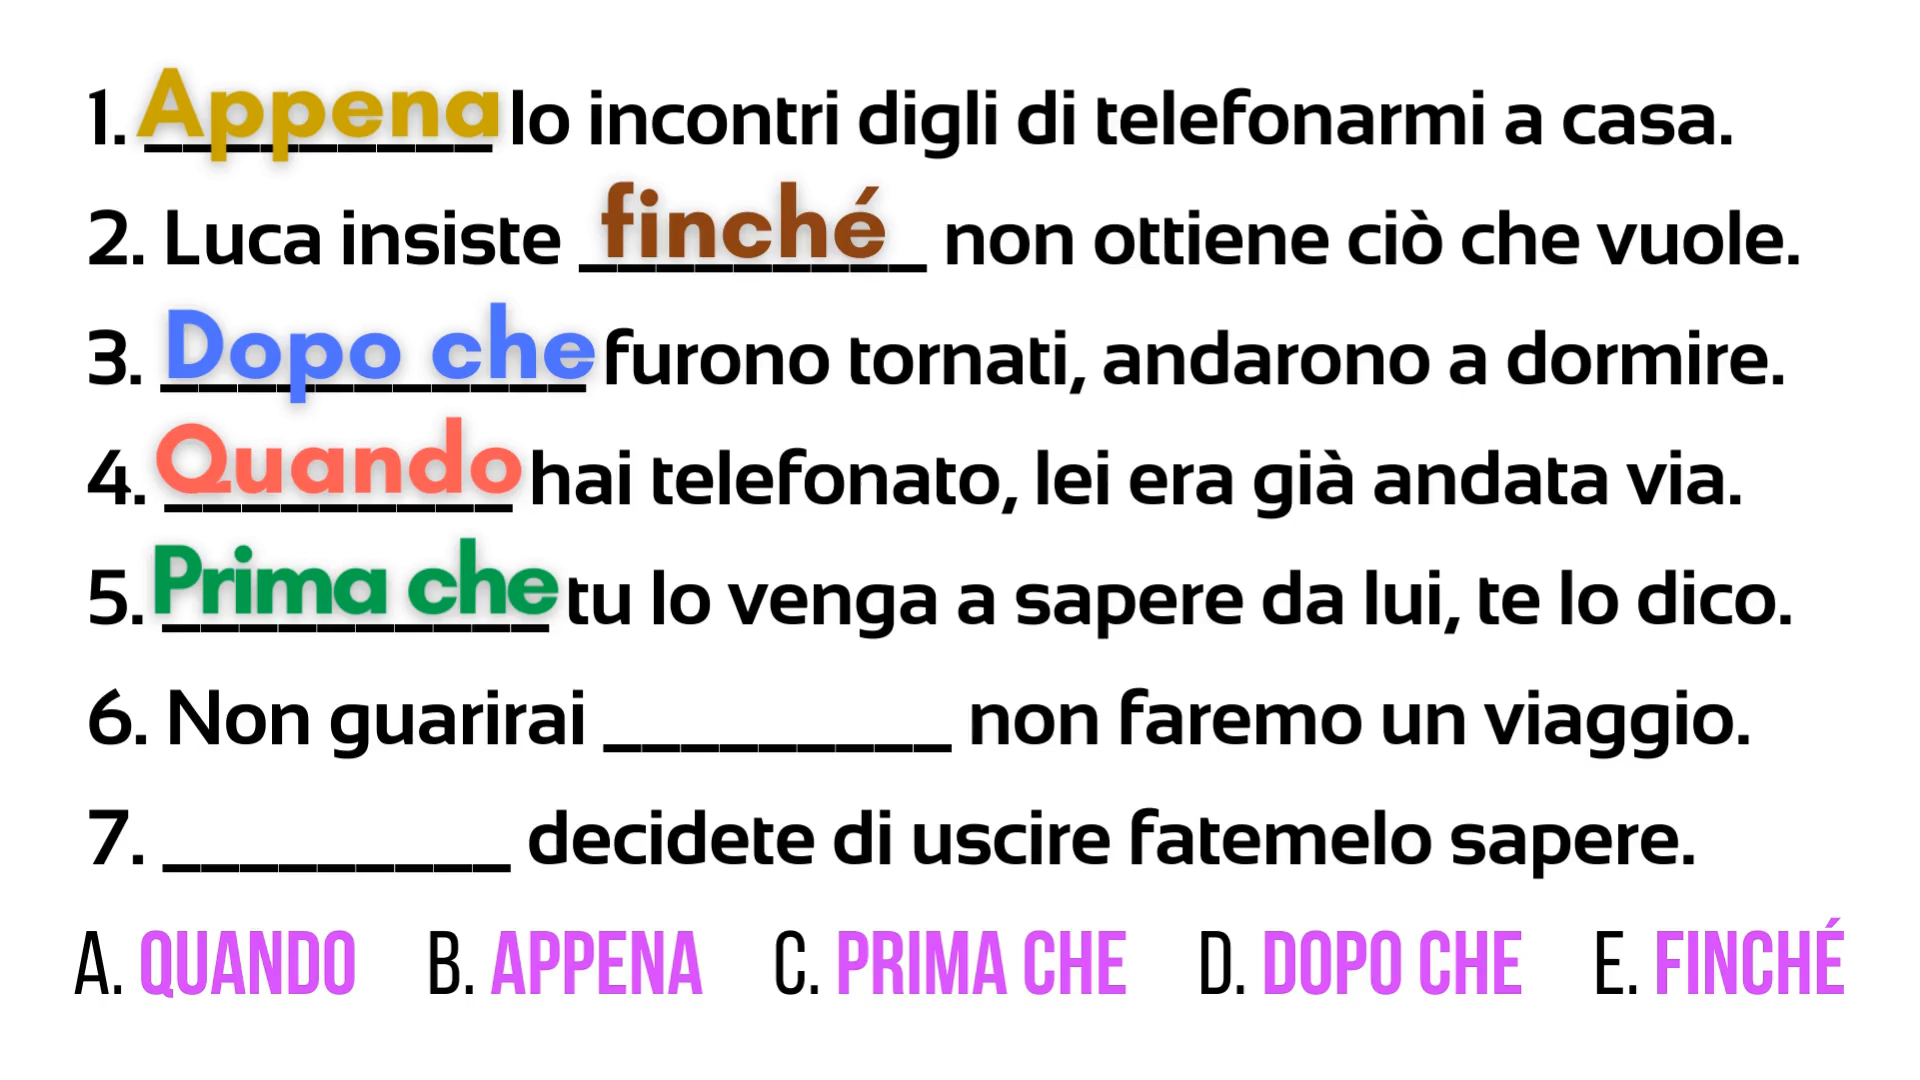 1. Appena lo incontri digli di telefonarmi a casa.
2. Luca insiste finché non ottiene ciò che vuole.
3. Dopo che furono tornati, andarono a dormire.
4. Quando hai telefonato, lei era già andata via.
5. Prima che tu lo venga a sapere da lui, te lo dico.
6. Non guarirai _________ non faremo un viaggio.
7. _________ decidete di uscire fatemelo sapere.
A. QUANDO B. APPENA C. PRIMA CHE D. DOPO CHE E. FINCHÉ